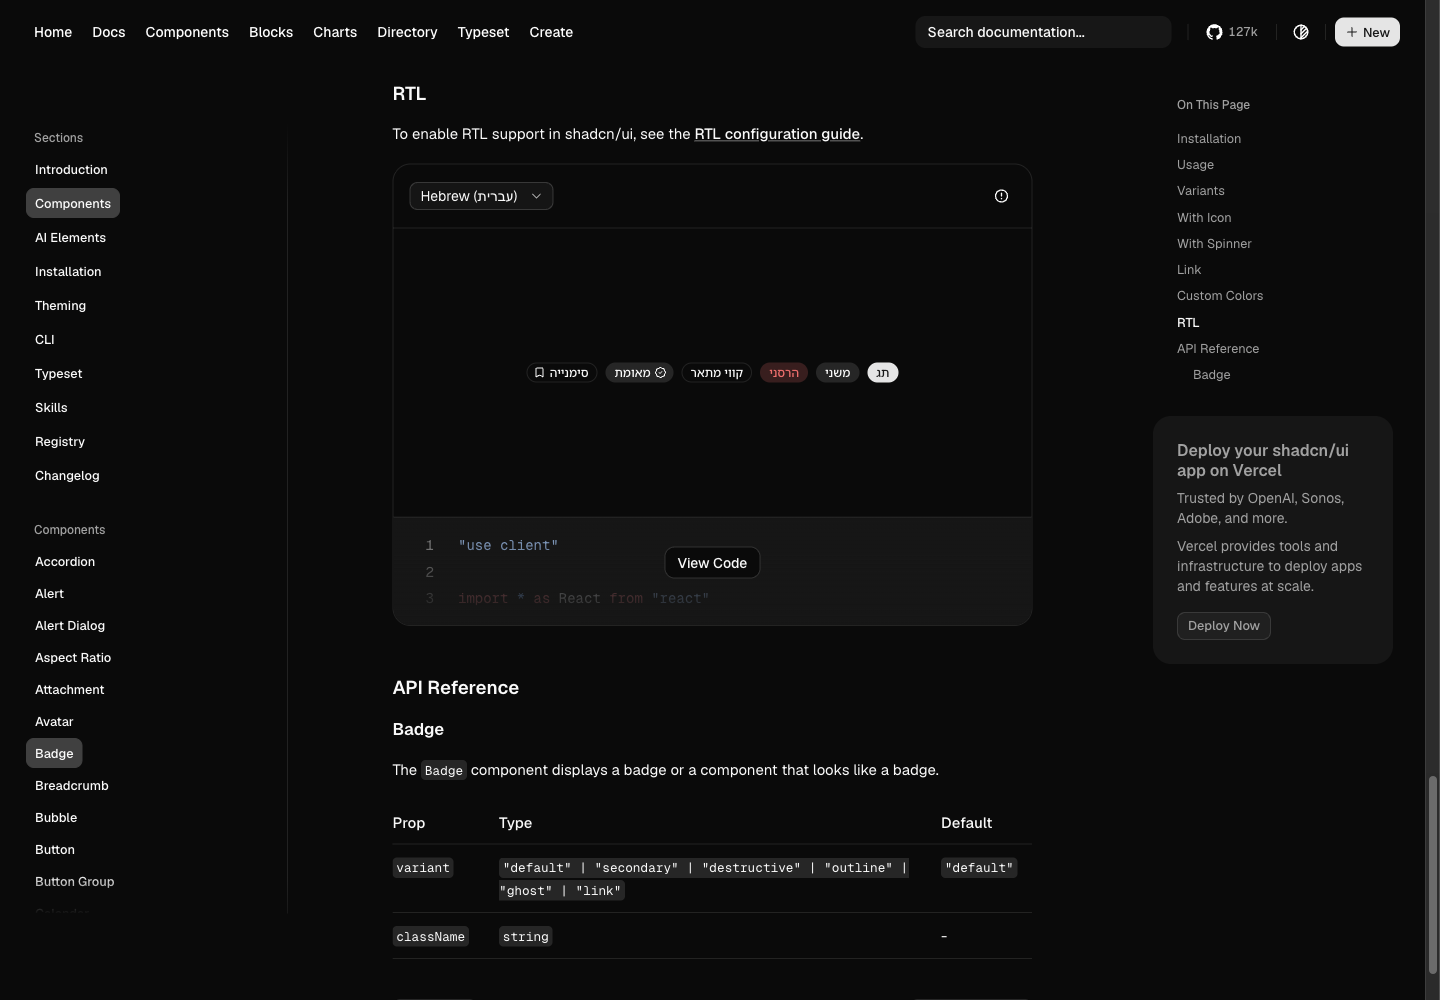 Home Docs Components Blocks Charts Directory Typeset Create Search documentation... 127k New
Sections
Introduction
Components
AI Elements
Installation
Theming
CLI
Typeset
Skills
Registry
Changelog
Components
Accordion
Alert
Alert Dialog
Aspect Ratio
Attachment
Avatar
Badge
Breadcrumb
Bubble
Button
Button Group
Calendar
RTL
To enable RTL support in shadcn/ui, see the RTL configuration guide.
Hebrew (עברית)
תג משני הרסני קווי מתאר מאומת סימנייה
1 "use client"
2
3 import * as React from "react"
View Code
API Reference
Badge
The Badge component displays a badge or a component that looks like a badge.
Prop Type Default
variant "default" | "secondary" | "destructive" | "outline" | "default"
"ghost" | "link"
className string -
On This Page
Installation
Usage
Variants
With Icon
With Spinner
Link
Custom Colors
RTL
API Reference
Badge
Deploy your shadcn/ui
app on Vercel
Trusted by OpenAI, Sonos,
Adobe, and more.
Vercel provides tools and
infrastructure to deploy apps
and features at scale.
Deploy Now